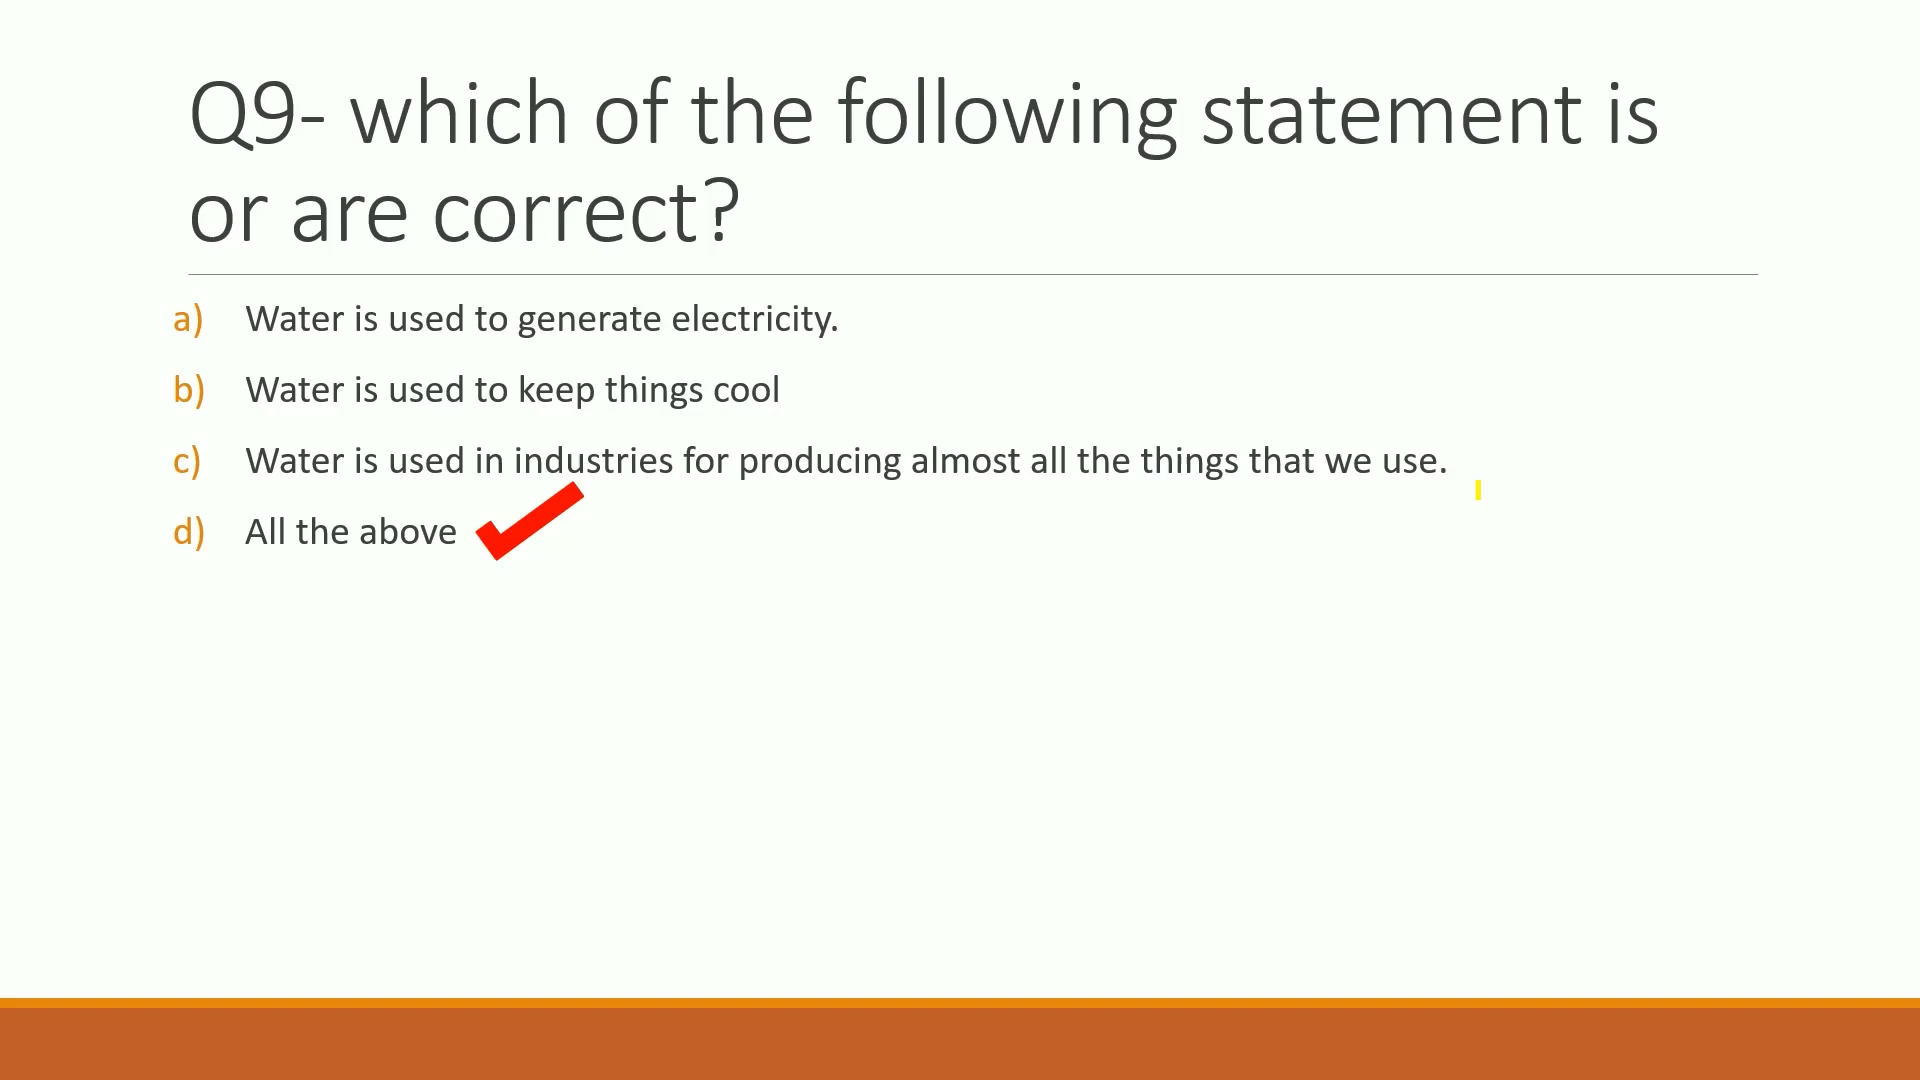 Q9- which of the following statement is
or are correct?
a) Water is used to generate electricity.
b) Water is used to keep things cool
c) Water is used in industries for producing almost all the things that we use.
d) All the above